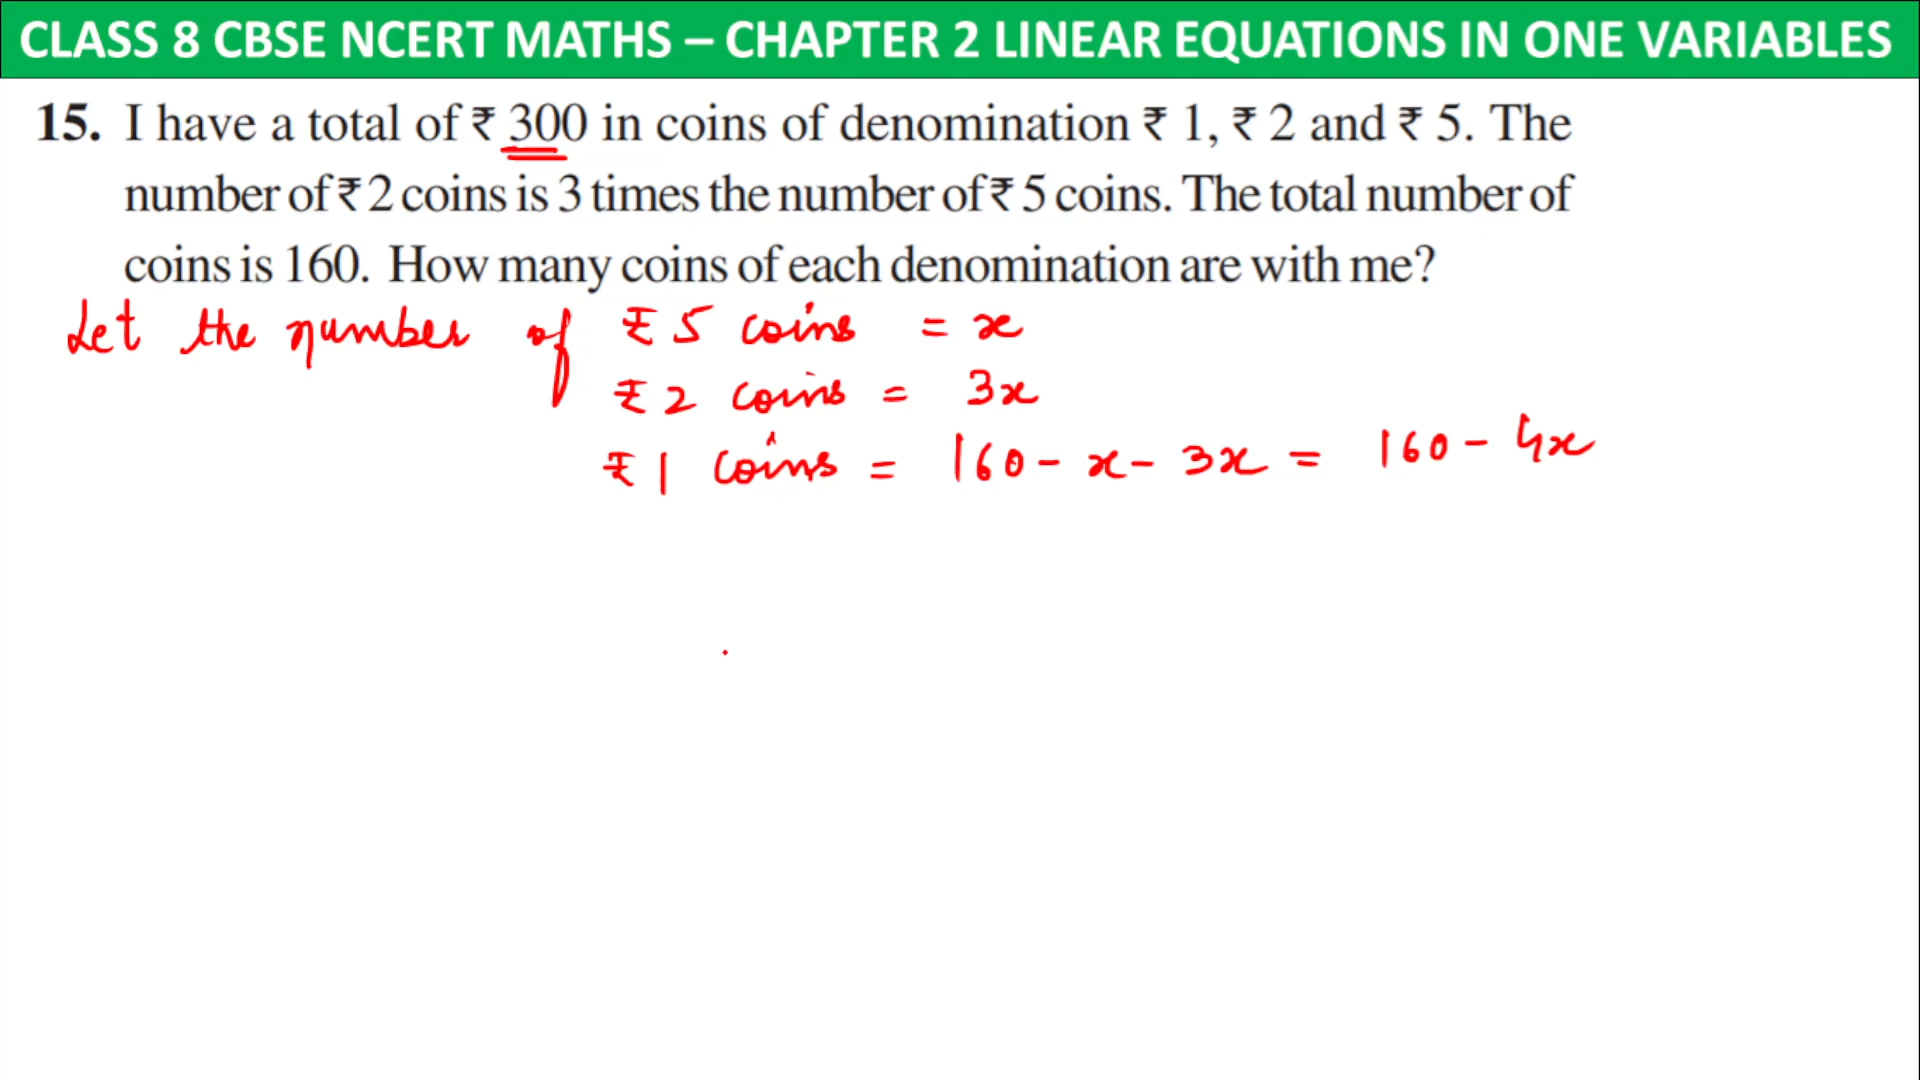 CLASS 8 CBSE NCERT MATHS – CHAPTER 2 LINEAR EQUATIONS IN ONE VARIABLES
15. I have a total of ₹ 300 in coins of denomination ₹ 1, ₹ 2 and ₹ 5. The
number of ₹ 2 coins is 3 times the number of ₹ 5 coins. The total number of
coins is 160. How many coins of each denomination are with me?
Let the number of ₹ 5 coins = x
₹ 2 coins = 3x
₹ 1 coins = 160 - x - 3x = 160 - 4x